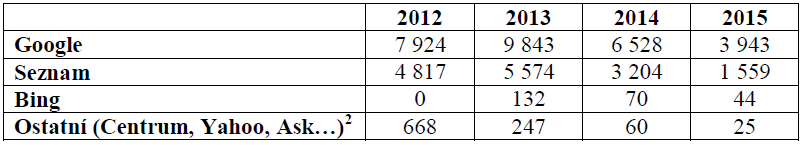 2012 2013 2014 2015
Google 7 924 9 843 6 528 3 943
Seznam 4 817 5 574 3 204 1 559
Bing 0 132 70 44
Ostatní (Centrum, Yahoo, Ask…)² 668 247 60 25